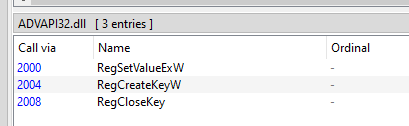 ADVAPI32.dll [ 3 entries ]
Call via Name Ordinal
2000 RegSetValueExW -
2004 RegCreateKeyW -
2008 RegCloseKey -